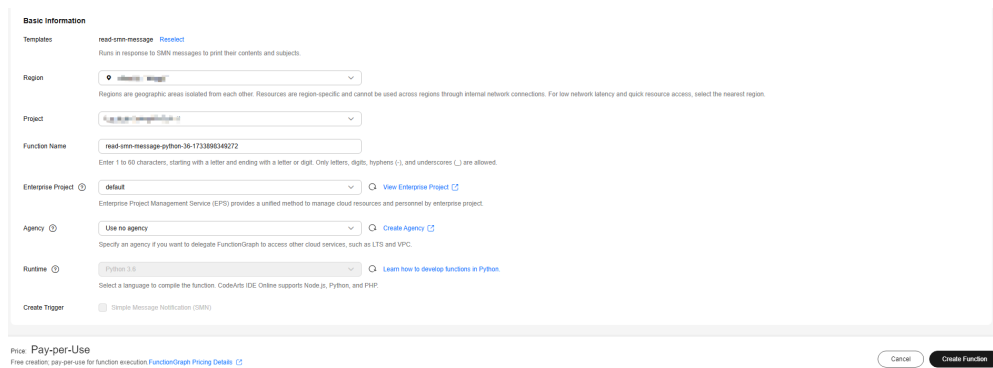 Basic Information
Templates read-smn-message Reselect
Runs in response to SMN messages to print their contents and subjects.
Region
Regions are geographic areas isolated from each other. Resources are region-specific and cannot be used across regions through internal network connections. For low network latency and quick resource access, select the nearest region.
Project
Function Name read-smn-message-python-36-1733898349272
Enter 1 to 60 characters, starting with a letter and ending with a letter or digit. Only letters, digits, hyphens (-), and underscores (_) are allowed.
Enterprise Project default View Enterprise Project
Enterprise Project Management Service (EPS) provides a unified method to manage cloud resources and personnel by enterprise project.
Agency Use no agency Create Agency
Specify an agency if you want to delegate FunctionGraph to access other cloud services, such as LTS and VPC.
Runtime Python 3.6 Learn how to develop functions in Python.
Select a language to compile the function. CodeArts IDE Online supports Node.js, Python, and PHP.
Create Trigger Simple Message Notification (SMN)
Price: Pay-per-Use
Free creation; pay-per-use for function execution.FunctionGraph Pricing Details
Cancel Create Function